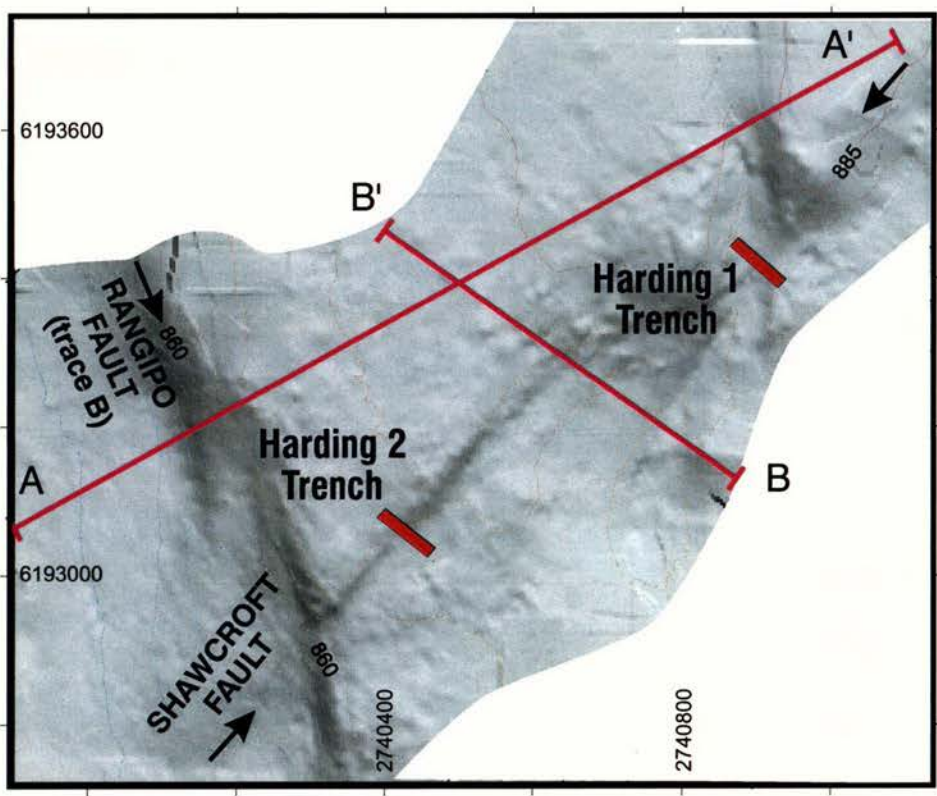 A'
6193600
885
B'
Harding 1
Trench
RANGIPO
FAULT
(trace B)
860
Harding 2
Trench
A
B
6193000
SHAWCROFT
FAULT
860
2740400
2740800